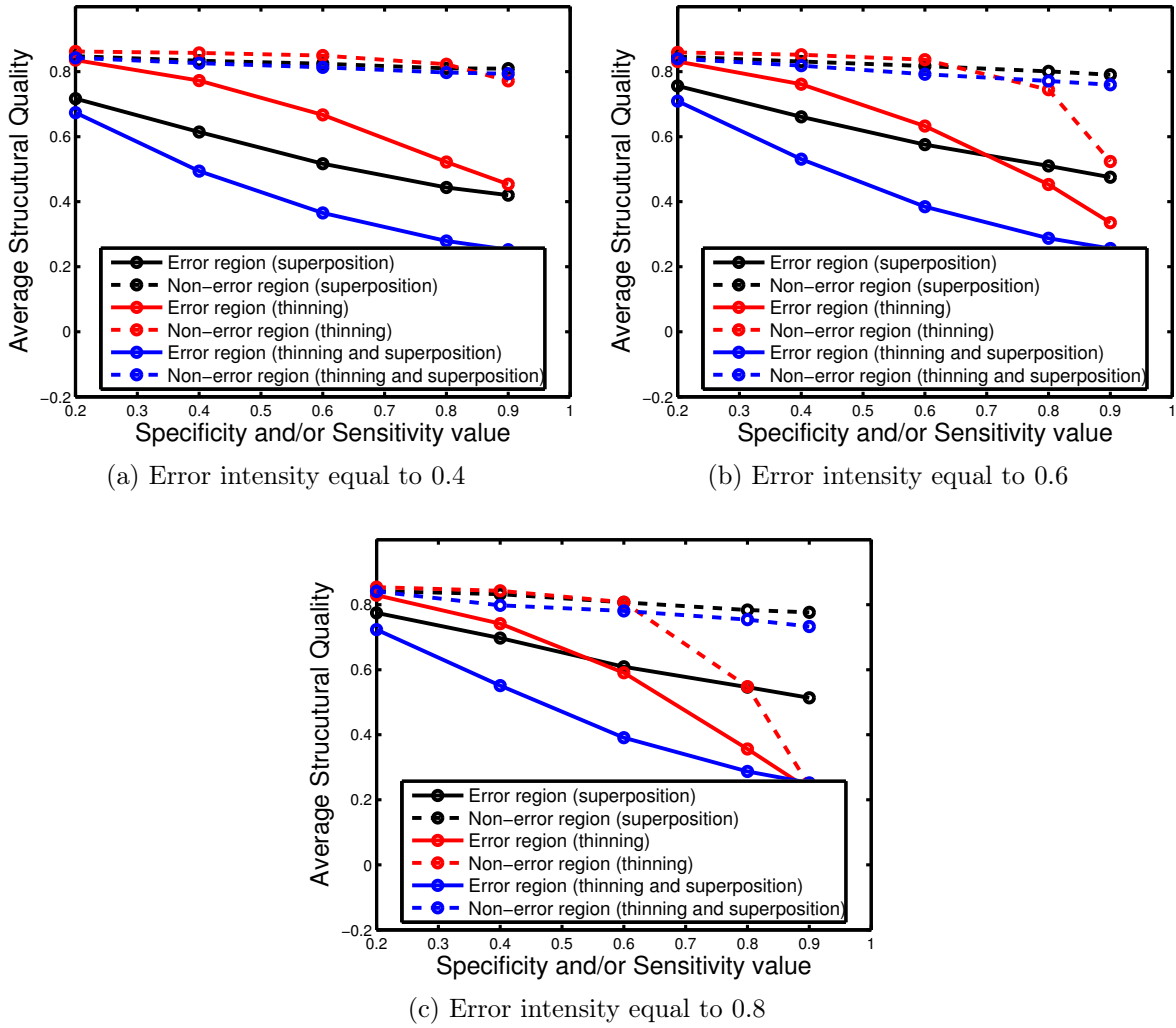 0.8
0.6
0.4
0.2
0
−0.2
Average Strucutural Quality
Error region (superposition)
Non−error region (superposition)
Error region (thinning)
Non−error region (thinning)
Error region (thinning and superposition)
Non−error region (thinning and superposition)
0.2 0.3 0.4 0.5 0.6 0.7 0.8 0.9 1
Specificity and/or Sensitivity value
(a) Error intensity equal to 0.4
0.8
0.6
0.4
0.2
0
−0.2
Average Strucutural Quality
Error region (superposition)
Non−error region (superposition)
Error region (thinning)
Non−error region (thinning)
Error region (thinning and superposition)
Non−error region (thinning and superposition)
0.2 0.3 0.4 0.5 0.6 0.7 0.8 0.9 1
Specificity and/or Sensitivity value
(b) Error intensity equal to 0.6
0.8
0.6
0.4
0.2
0
−0.2
Average Strucutural Quality
Error region (superposition)
Non−error region (superposition)
Error region (thinning)
Non−error region (thinning)
Error region (thinning and superposition)
Non−error region (thinning and superposition)
0.2 0.3 0.4 0.5 0.6 0.7 0.8 0.9 1
Specificity and/or Sensitivity value
(c) Error intensity equal to 0.8